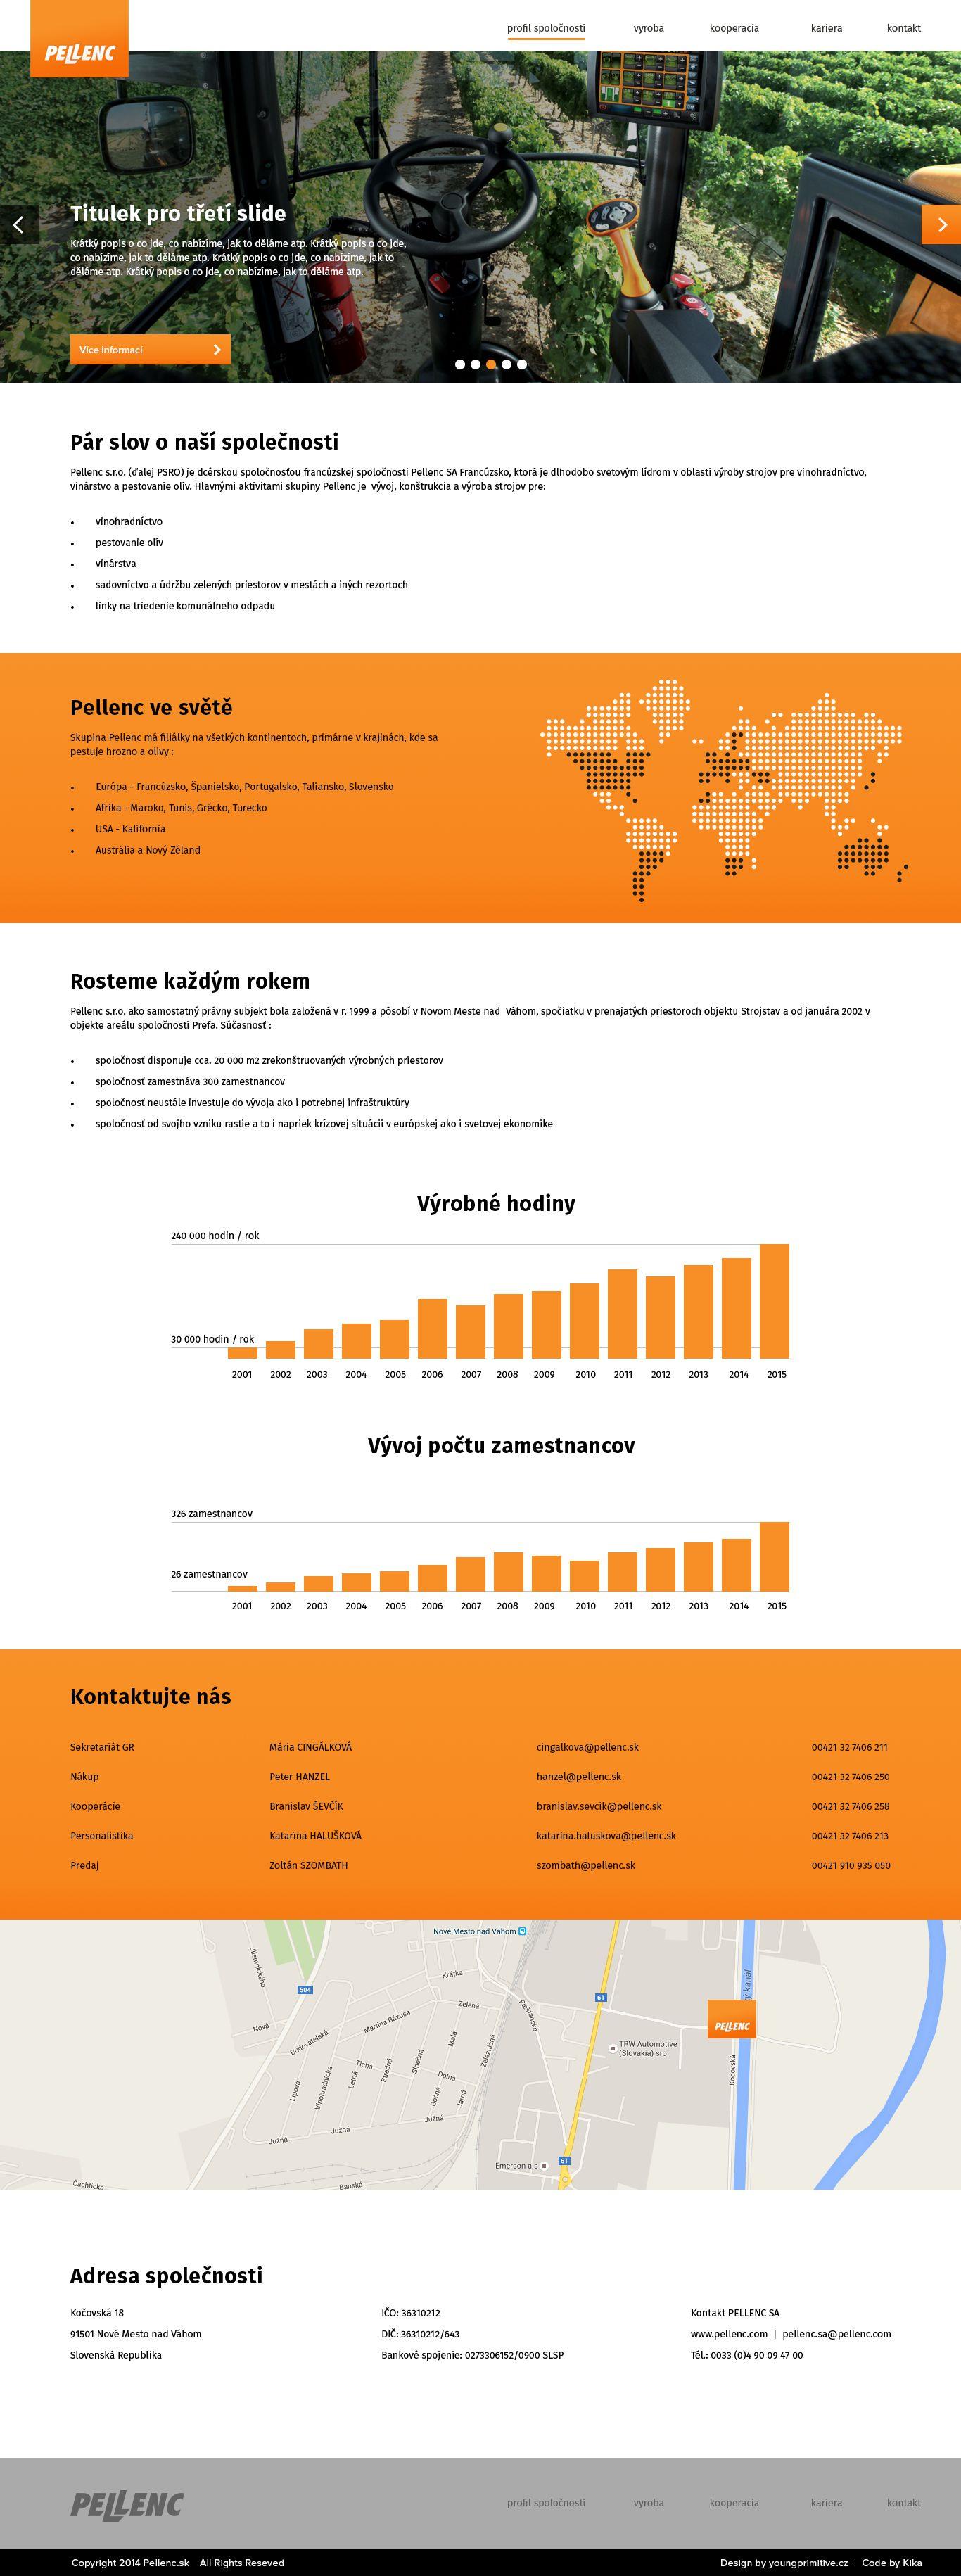 PELLENC
profil spoločnosti vyroba kooperacia kariera kontakt
Titulek pro třetí slide
Krátký popis o co jde, co nabízíme, jak to děláme atp. Krátký popis o co jde,
co nabízíme, jak to děláme atp. Krátký popis o co jde, co nabízíme, jak to
děláme atp. Krátký popis o co jde, co nabízíme, jak to děláme atp.
Více informací
Pár slov o naší společnosti
Pellenc s.r.o. (ďalej PSRO) je dcérskou spoločnosťou francúzskej spoločnosti Pellenc SA Francúzsko, ktorá je dlhodobo svetovým lídrom v oblasti výroby strojov pre vinohradníctvo,
vinárstvo a pestovanie olív. Hlavnými aktivitami skupiny Pellenc je vývoj, konštrukcia a výroba strojov pre:
• vinohradníctvo
• pestovanie olív
• vinárstva
• sadovníctvo a údržbu zelených priestorov v mestách a iných rezortoch
• linky na triedenie komunálneho odpadu
Pellenc ve světě
Skupina Pellenc má filiálky na všetkých kontinentoch, primárne v krajinách, kde sa
pestuje hrozno a olivy :
• Európa - Francúzsko, Španielsko, Portugalsko, Taliansko, Slovensko
• Afrika - Maroko, Tunis, Grécko, Turecko
• USA - Kalifornia
• Austrália a Nový Zéland
Rosteme každým rokem
Pellenc s.r.o. ako samostatný právny subjekt bola založená v r. 1999 a pôsobí v Novom Meste nad Váhom, spočiatku v prenajatých priestoroch objektu Strojstav a od januára 2002 v
objekte areálu spoločnosti Prefa. Súčasnosť :
• spoločnosť disponuje cca. 20 000 m2 zrekonštruovaných výrobných priestorov
• spoločnosť zamestnáva 300 zamestnancov
• spoločnosť neustále investuje do vývoja ako i potrebnej infraštruktúry
• spoločnosť od svojho vzniku rastie a to i napriek krízovej situácii v európskej ako i svetovej ekonomike
Výrobné hodiny
240 000 hodin / rok
30 000 hodin / rok
2001 2002 2003 2004 2005 2006 2007 2008 2009 2010 2011 2012 2013 2014 2015
Vývoj počtu zamestnancov
326 zamestnancov
26 zamestnancov
2001 2002 2003 2004 2005 2006 2007 2008 2009 2010 2011 2012 2013 2014 2015
Kontaktujte nás
Sekretariát GR Mária CINGÁLKOVÁ cingalkova@pellenc.sk 00421 32 7406 211
Nákup Peter HANZEL hanzel@pellenc.sk 00421 32 7406 250
Kooperácie Branislav ŠEVČÍK branislav.sevcik@pellenc.sk 00421 32 7406 258
Personalistika Katarína HALUŠKOVÁ katarina.haluskova@pellenc.sk 00421 32 7406 213
Predaj Zoltán SZOMBATH szombath@pellenc.sk 00421 910 935 050
Nové Mesto nad Váhom
Jilemnického
504
Krátka
61
Zelená
Piešťanská
Nová
Budovateľská
Martina Rázusa
Malá
Železničná
PELLENC
ý kanál
TRW Automotive
(Slovakia) sro
Tichá
Stredná
Slnečná
Dolná
Kočovská
Lipová
Vinohradnícka
Letná
Bočná
Jarná
Južná
Južná
Južná
Emerson a.s
61
Čachtická
Banská
Adresa společnosti
Kočovská 18
91501 Nové Mesto nad Váhom
Slovenská Republika
IČO: 36310212
DIČ: 36310212/643
Bankové spojenie: 0273306152/0900 SLSP
Kontakt PELLENC SA
www.pellenc.com | pellenc.sa@pellenc.com
Tél.: 0033 (0)4 90 09 47 00
PELLENC
profil spoločnosti vyroba kooperacia kariera kontakt
Copyright 2014 Pellenc.sk All Rights Reseved
Design by youngprimitive.cz | Code by Kika